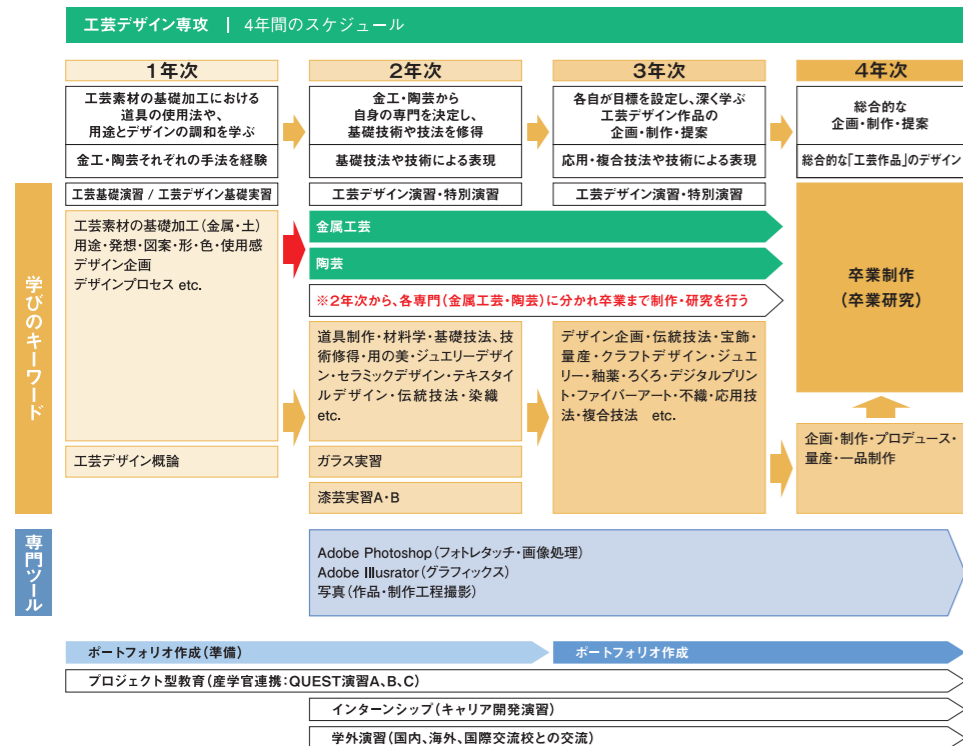 工芸デザイン専攻 | 4年間のスケジュール
1年次
2年次
3年次
4年次
工芸素材の基礎加工における
道具の使用法や、
用途とデザインの調和を学ぶ
金工・陶芸から
自身の専門を決定し、
基礎技術や技法を修得
各自が目標を設定し、深く学ぶ
工芸デザイン作品の
企画・制作・提案
総合的な
企画・制作・提案
金工・陶芸それぞれの手法を経験
基礎技法や技術による表現
応用・複合技法や技術による表現
総合的な「工芸作品」のデザイン
学びのキーワード
工芸基礎演習 / 工芸デザイン基礎実習
工芸デザイン演習・特別演習
工芸デザイン演習・特別演習
工芸素材の基礎加工(金属・土)
用途・発想・図案・形・色・使用感
デザイン企画
デザインプロセス etc.
金属工芸
陶芸
※2年次から、各専門(金属工芸・陶芸)に分かれ卒業まで制作・研究を行う
卒業制作
(卒業研究)
道具制作・材料学・基礎技法、技
術修得・用の美・ジュエリーデザイ
ン・セラミックデザイン・テキスタイ
ルデザイン・伝統技法・染織
etc.
デザイン企画・伝統技法・宝飾・
量産・クラフトデザイン・ジュエ
リー・釉薬・ろくろ・デジタルプリン
ト・ファイバーアート・不織・応用技
法・複合技法 etc.
企画・制作・プロデュース・
量産・一品制作
工芸デザイン概論
ガラス実習
漆芸実習A・B
専門ツール
Adobe Photoshop(フォトレタッチ・画像処理)
Adobe Illusrator(グラフィックス)
写真(作品・制作工程撮影)
ポートフォリオ作成(準備)
ポートフォリオ作成
プロジェクト型教育(産学官連携:QUEST演習A、B、C)
インターンシップ(キャリア開発演習)
学外演習(国内、海外、国際交流校との交流)